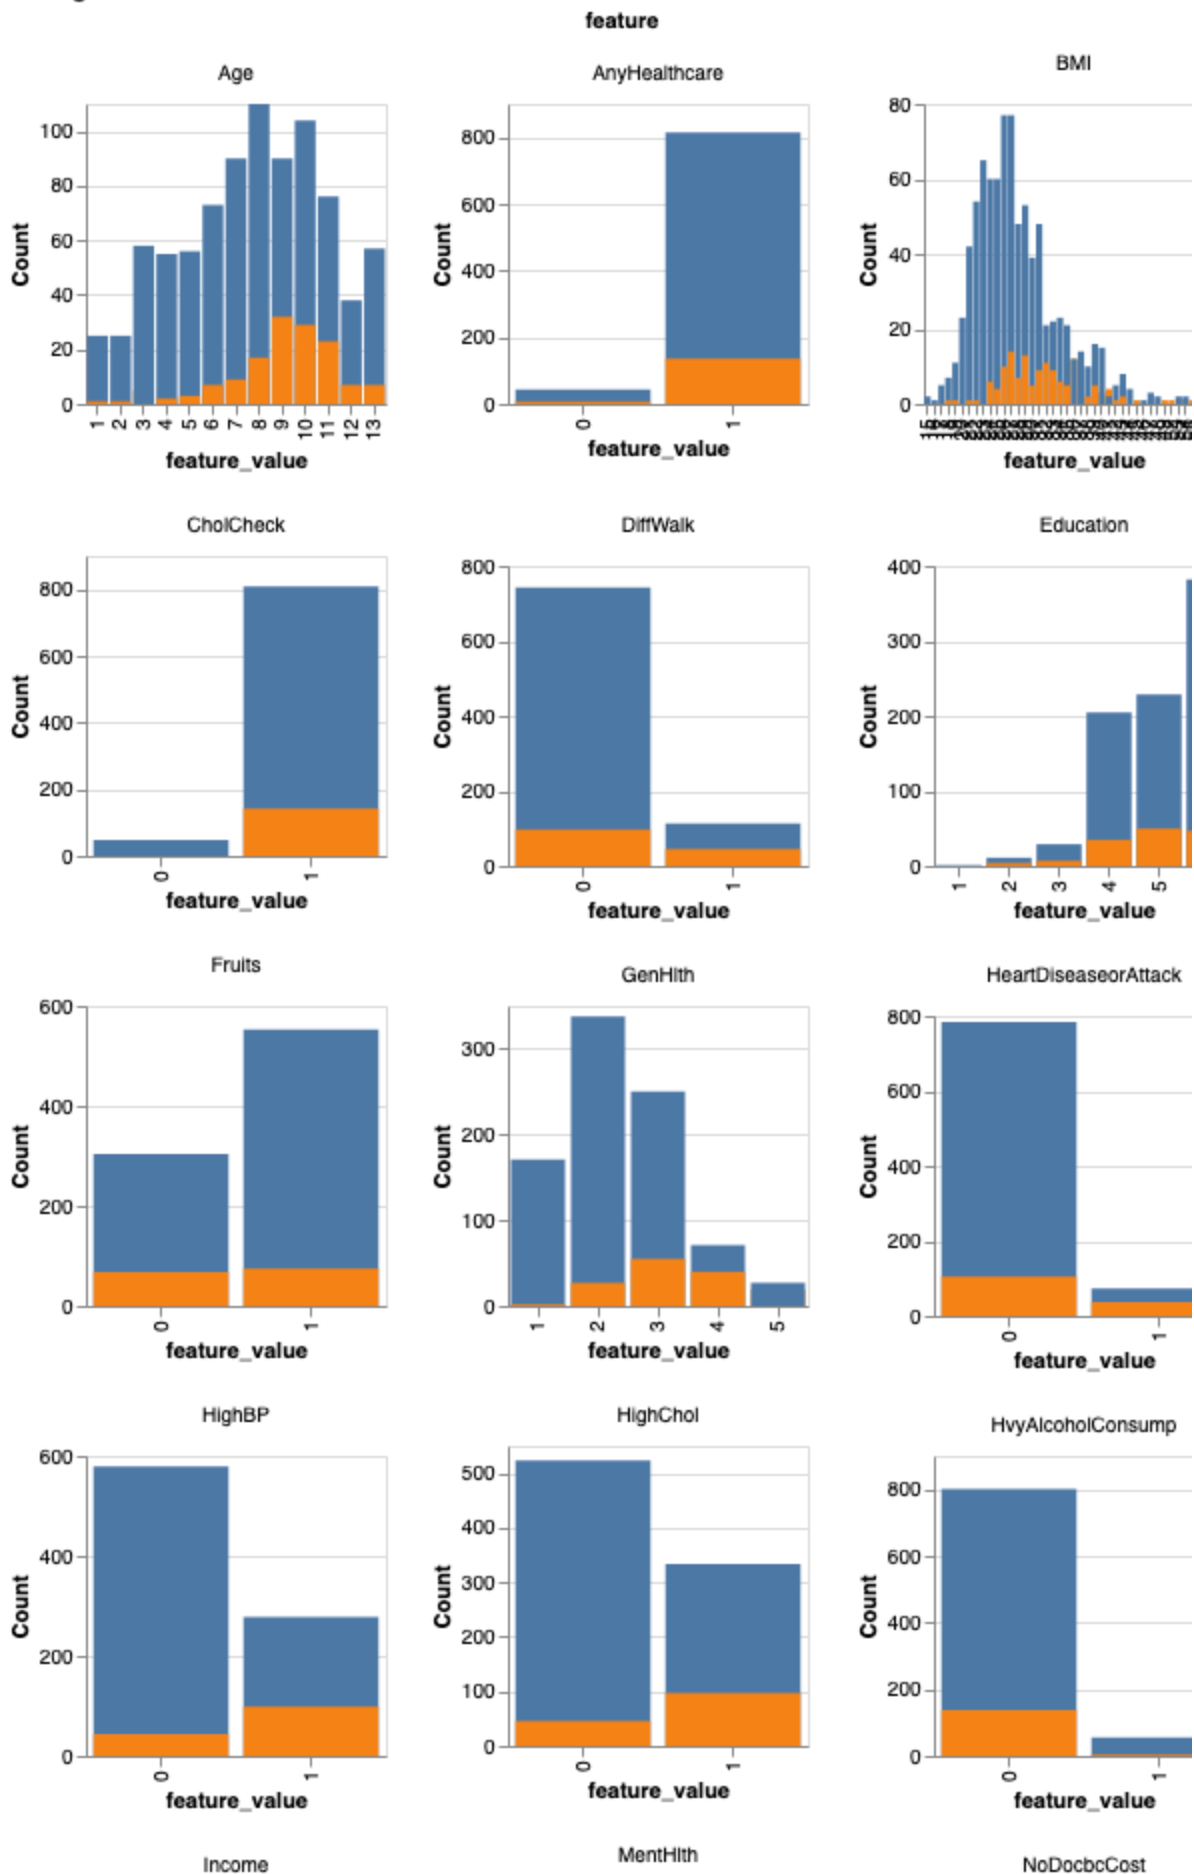 feature
Age AnyHealthcare BMI
100
80
60
40
20
0
Count
1 2 3 4 5 6 7 8 9 10 11 12 13
feature_value
800
600
400
200
0
Count
0 1
feature_value
80
60
40
20
0
Count
feature_value
CholCheck DiffWalk Education
800
600
400
200
0
Count
0 1
feature_value
800
600
400
200
0
Count
0 1
feature_value
400
300
200
100
0
Count
1 2 3 4 5
feature_value
Fruits GenHlth HeartDiseaseorAttack
600
400
200
0
Count
0 1
feature_value
300
200
100
0
Count
1 2 3 4 5
feature_value
800
600
400
200
0
Count
0 1
feature_value
HighBP HighChol HvyAlcoholConsump
600
400
200
0
Count
0 1
feature_value
500
400
300
200
100
0
Count
0 1
feature_value
800
600
400
200
0
Count
0 1
feature_value
Income MentHlth NoDocbcCost